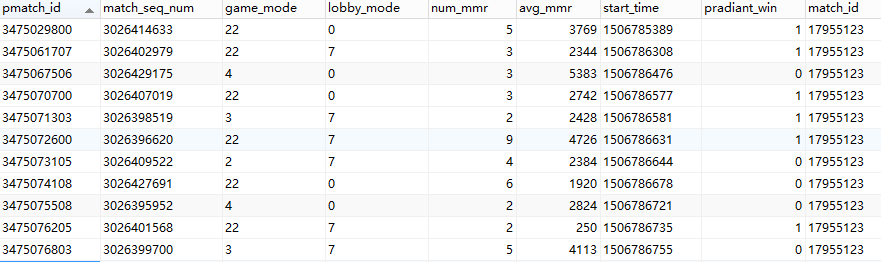 pmatch_id match_seq_num game_mode lobby_mode num_mmr avg_mmr start_time pradiant_win match_id
3475029800 3026414633 22 0 5 3769 1506785389 1 17955123
3475061707 3026402979 22 7 3 2344 1506786308 1 17955123
3475067506 3026429175 4 0 3 5383 1506786476 0 17955123
3475070700 3026407019 22 0 3 2742 1506786577 1 17955123
3475071303 3026398519 3 7 2 2428 1506786581 1 17955123
3475072600 3026396620 22 7 9 4726 1506786631 1 17955123
3475073105 3026409522 2 7 4 2384 1506786644 0 17955123
3475074108 3026427691 22 0 6 1920 1506786678 0 17955123
3475075508 3026395952 4 0 2 2824 1506786721 0 17955123
3475076205 3026401568 22 7 2 250 1506786735 1 17955123
3475076803 3026399700 3 7 5 4113 1506786755 0 17955123